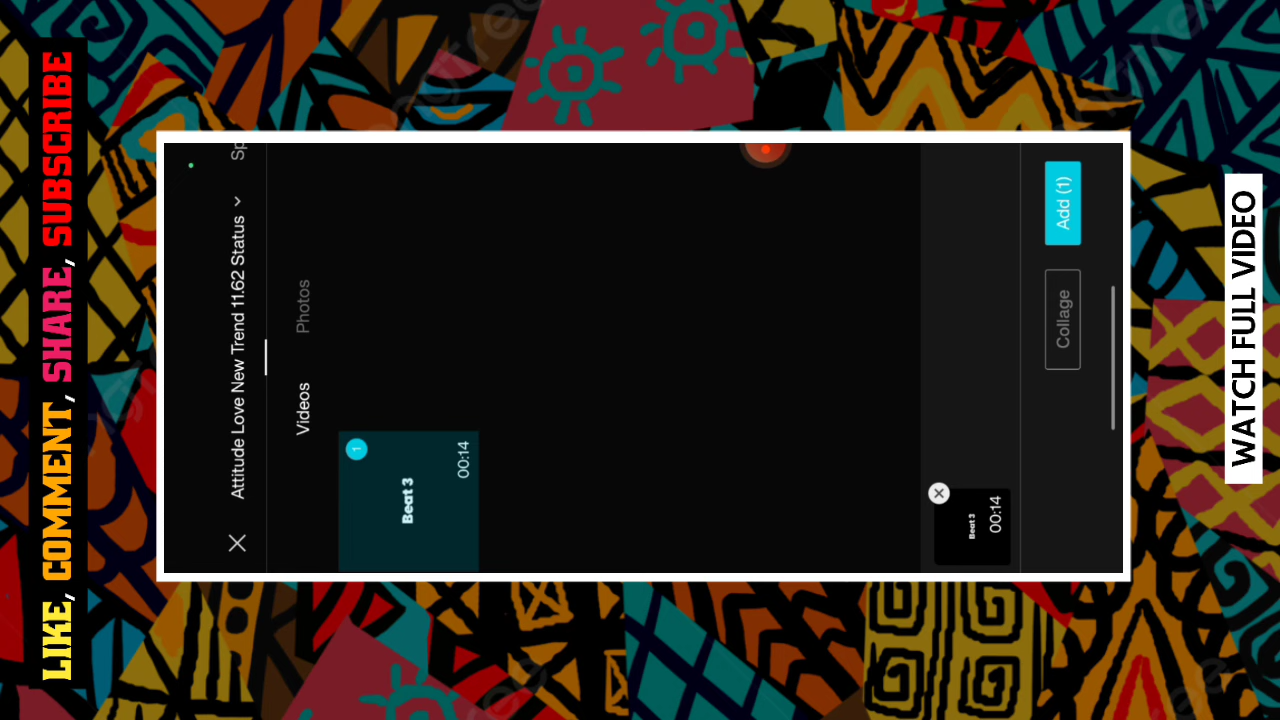 LIKE, COMMENT, SHARE, SUBSCRIBE
Attitude Love New Trend 11.62 Status
Videos
Photos
1
Beat 3
00:14
Beat 3
00:14
Collage
Add (1)
WATCH FULL VIDEO